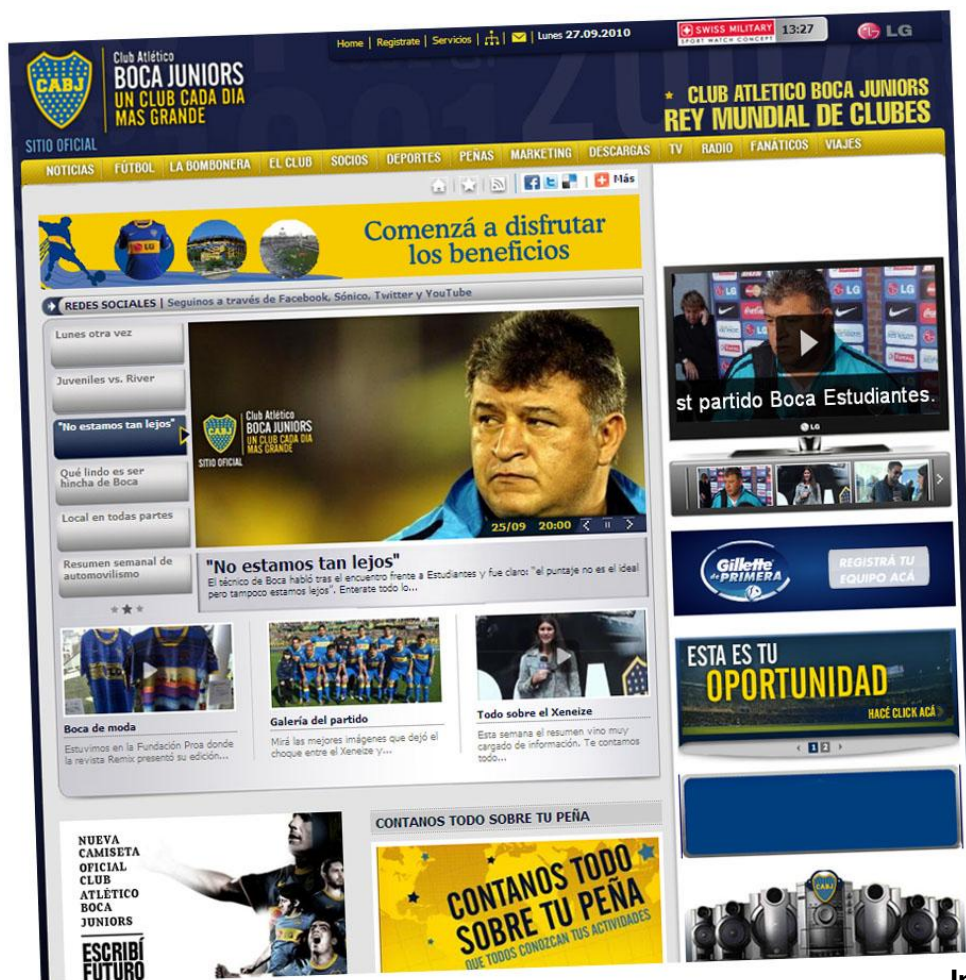 Home | Registrate | Servicios | | | Lunes 27.09.2010
SWISS MILITARY
SPORT WATCH CONCEPT
13:27
LG
CABJ
Club Atlético
BOCA JUNIORS
UN CLUB CADA DIA
MAS GRANDE
SITIO OFICIAL
CLUB ATLETICO BOCA JUNIORS
REY MUNDIAL DE CLUBES
NOTICIAS FÚTBOL LA BOMBONERA EL CLUB SOCIOS DEPORTES PEÑAS MARKETING DESCARGAS TV RADIO FANÁTICOS VIAJES
Más
Comenzá a disfrutar
los beneficios
REDES SOCIALES | Seguinos a través de Facebook, Sónico, Twitter y YouTube
Lunes otra vez
Juveniles vs. River
"No estamos tan lejos"
Qué lindo es ser
hincha de Boca
Local en todas partes
Resumen semanal de
automovilismo
CABJ
Club Atlético
BOCA JUNIORS
UN CLUB CADA DIA
MAS GRANDE
SITIO OFICIAL
25/09 20:00
"No estamos tan lejos"
El técnico de Boca habló tras el encuentro frente a Estudiantes y fue claro: "el puntaje no es el ideal
pero tampoco estamos lejos". Enterate todo lo...
Boca de moda
Estuvimos en la Fundación Proa donde
la revista Remix presentó su edición...
Galería del partido
Mirá las mejores imágenes que dejó el
choque entre el Xeneize y...
Todo sobre el Xeneize
Esta semana el resumen vino muy
cargado de información. Te contamos
todo...
st partido Boca Estudiantes.
LG
Gillette
de PRIMERA
REGISTRÁ TU
EQUIPO ACÁ
ESTA ES TU
OPORTUNIDAD
HACÉ CLICK ACÁ
1 2
NUEVA
CAMISETA
OFICIAL
CLUB
ATLÉTICO
BOCA
JUNIORS
ESCRIBÍ
FUTURO
CONTANOS TODO SOBRE TU PEÑA
CONTANOS TODO
SOBRE TU PEÑA
QUE TODOS CONOZCAN TUS ACTIVIDADES
CABJ